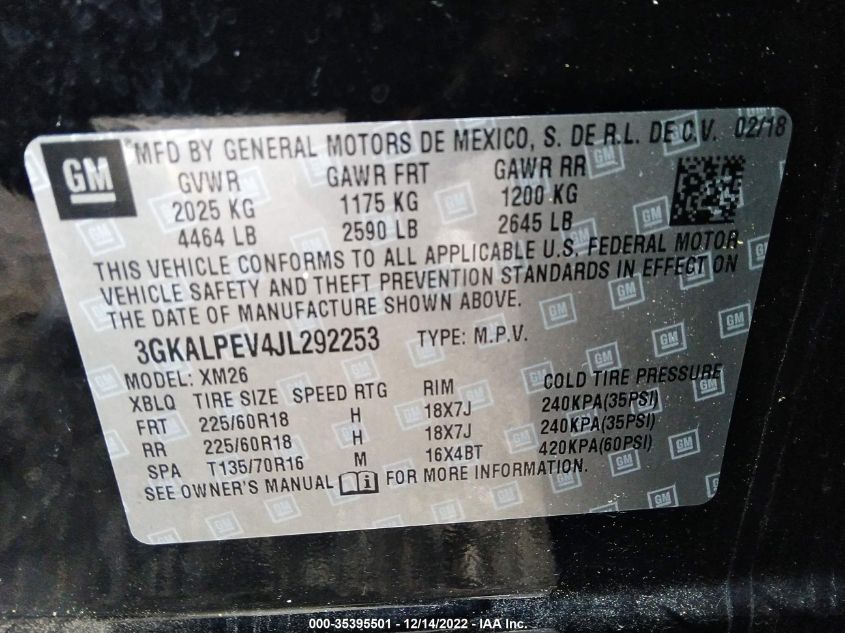 GM
MFD BY GENERAL MOTORS DE MEXICO, S. DE R.L. DE C.V. 02/18
GVWR GAWR FRT GAWR RR
2025 KG 1175 KG 1200 KG
4464 LB 2590 LB 2645 LB
THIS VEHICLE CONFORMS TO ALL APPLICABLE U.S. FEDERAL MOTOR
VEHICLE SAFETY AND THEFT PREVENTION STANDARDS IN EFFECT ON
THE DATE OF MANUFACTURE SHOWN ABOVE.
3GKALPEV4JL292253 TYPE: M.P.V.
MODEL: XM26
XBLQ TIRE SIZE SPEED RTG RIM COLD TIRE PRESSURE
FRT 225/60R18 H 18X7J 240KPA(35PSI)
RR 225/60R18 H 18X7J 240KPA(35PSI)
SPA T135/70R16 M 16X4BT 420KPA(60PSI)
SEE OWNER'S MANUAL FOR MORE INFORMATION.
000-35395501 - 12/14/2022 - IAA Inc.